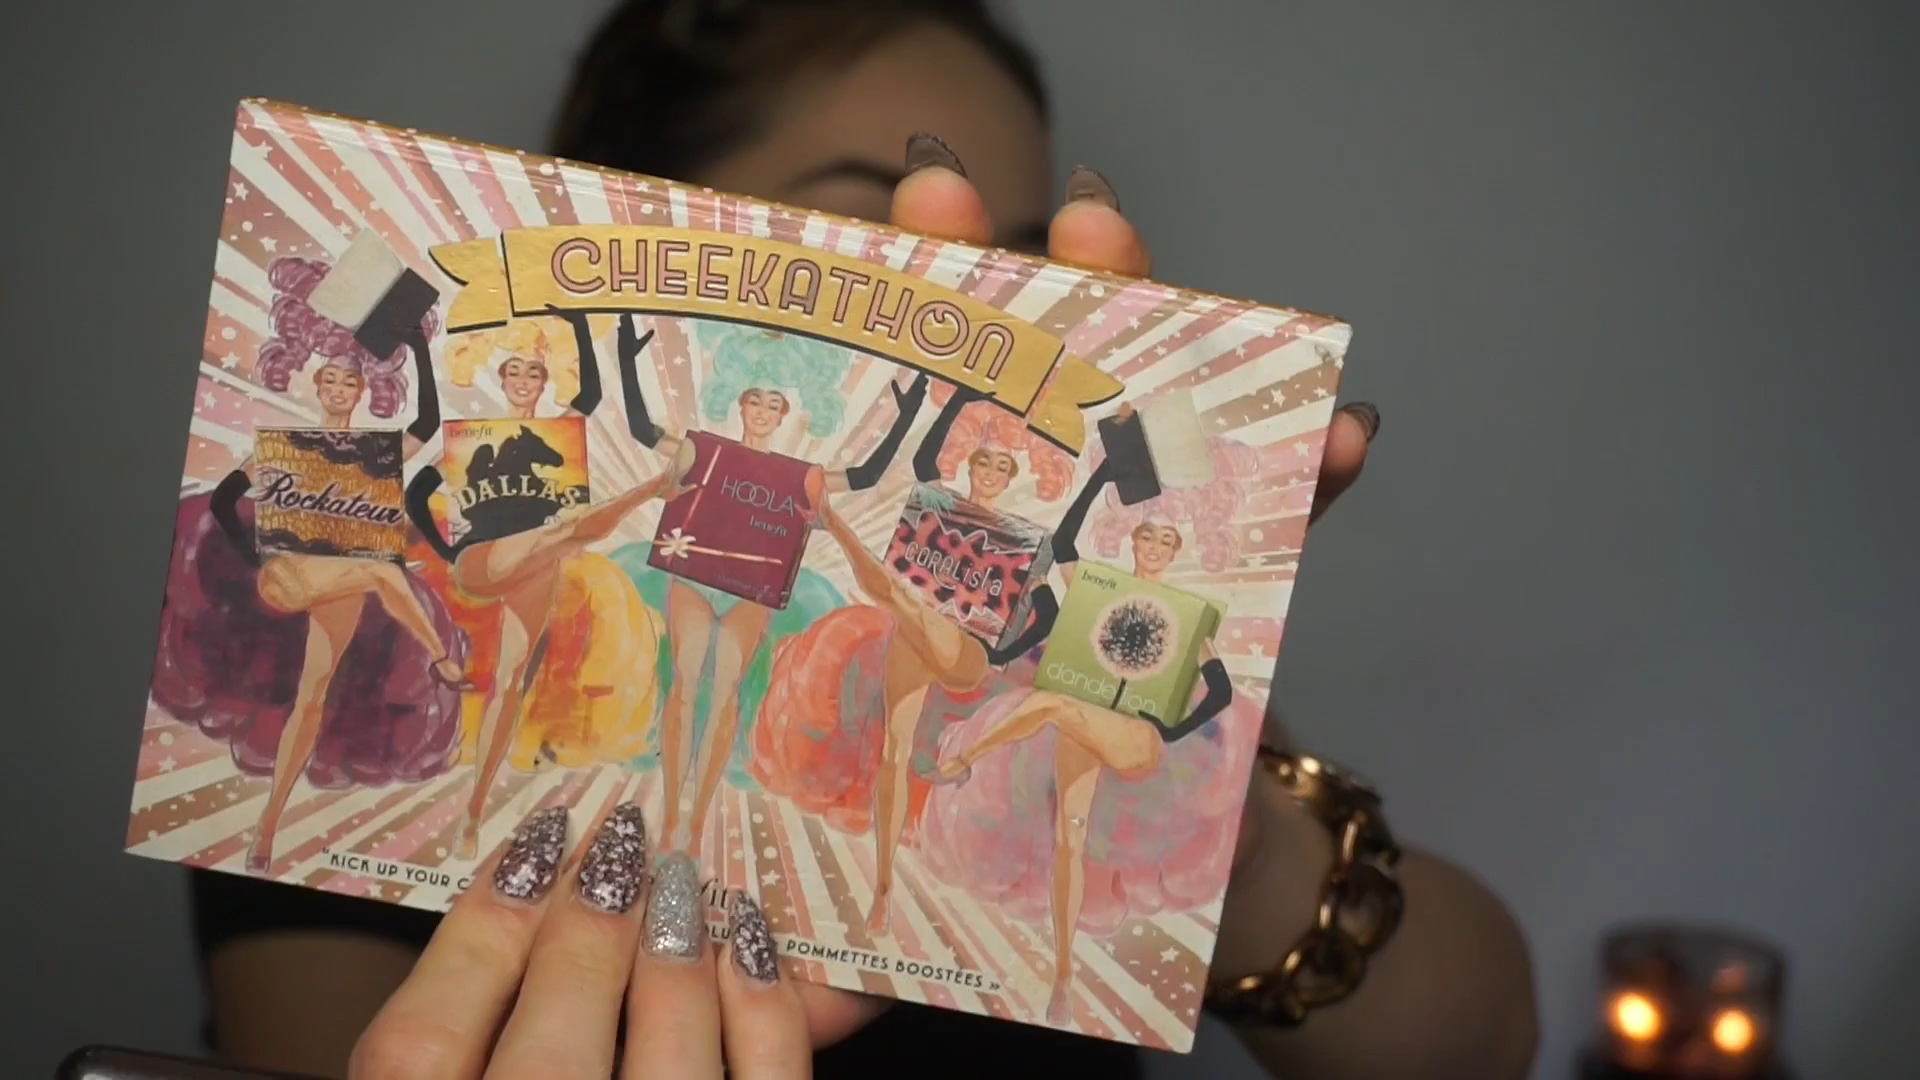 CHEEKATHON
Rockateur
benefit
DALLAS
HOOLA
benefit
CORALista
benefit
dandelion
"KICK UP YOUR
POMMETTES BOOSTÉES »